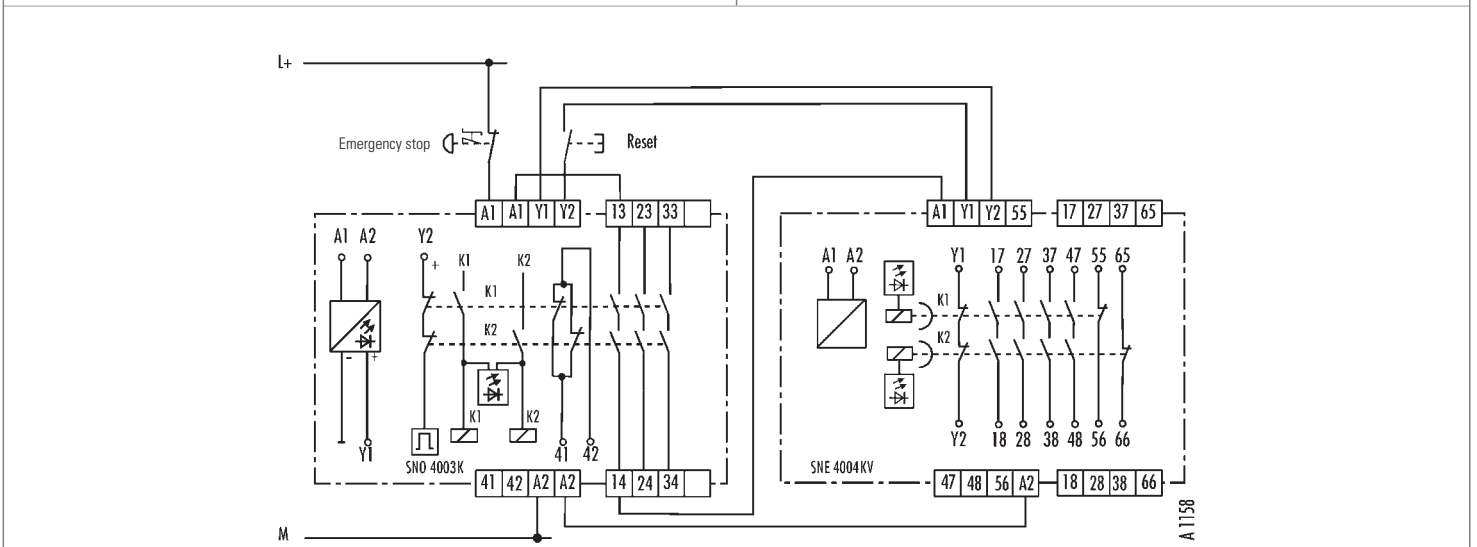 L+
Emergency stop
Reset
A1 A1 Y1 Y2 13 23 33
A1 Y1 Y2 55 17 27 37 65
A1 A2 Y2 K1 K2
+
K1
K2
- +
K1 K2
Y1 41 42
SNO 4003K
41 42 A2 A2 14 24 34
A1 A2 Y1 17 27 37 47 55 65
K1
K2
Y2 18 28 38 48 56 66
SNE 4004KV
47 48 56 A2 18 28 38 66
M
A 1158